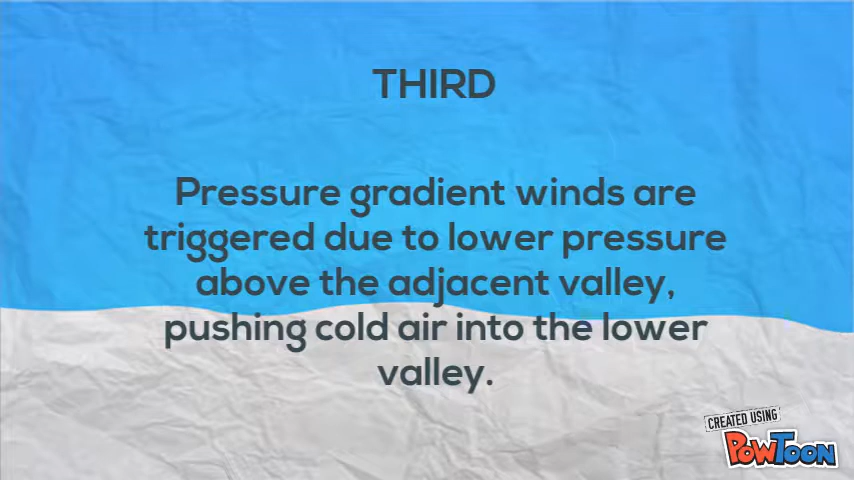 THIRD
Pressure gradient winds are
triggered due to lower pressure
above the adjacent valley,
pushing cold air into the lower
valley.
CREATED USING
POWTOON